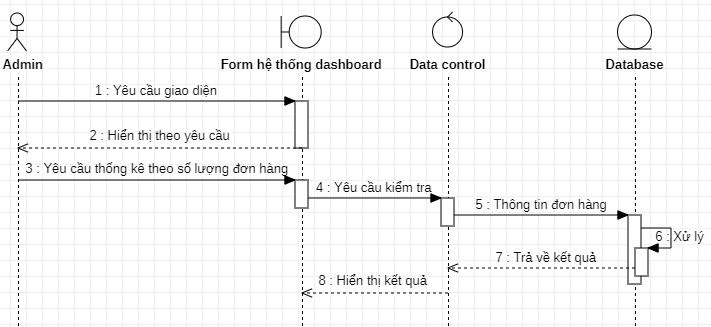 Admin
Form hệ thống dashboard
Data control
Database
1 : Yêu cầu giao diện
2 : Hiển thị theo yêu cầu
3 : Yêu cầu thống kê theo số lượng đơn hàng
4 : Yêu cầu kiểm tra
5 : Thông tin đơn hàng
6 : Xử lý
7 : Trả về kết quả
8 : Hiển thị kết quả